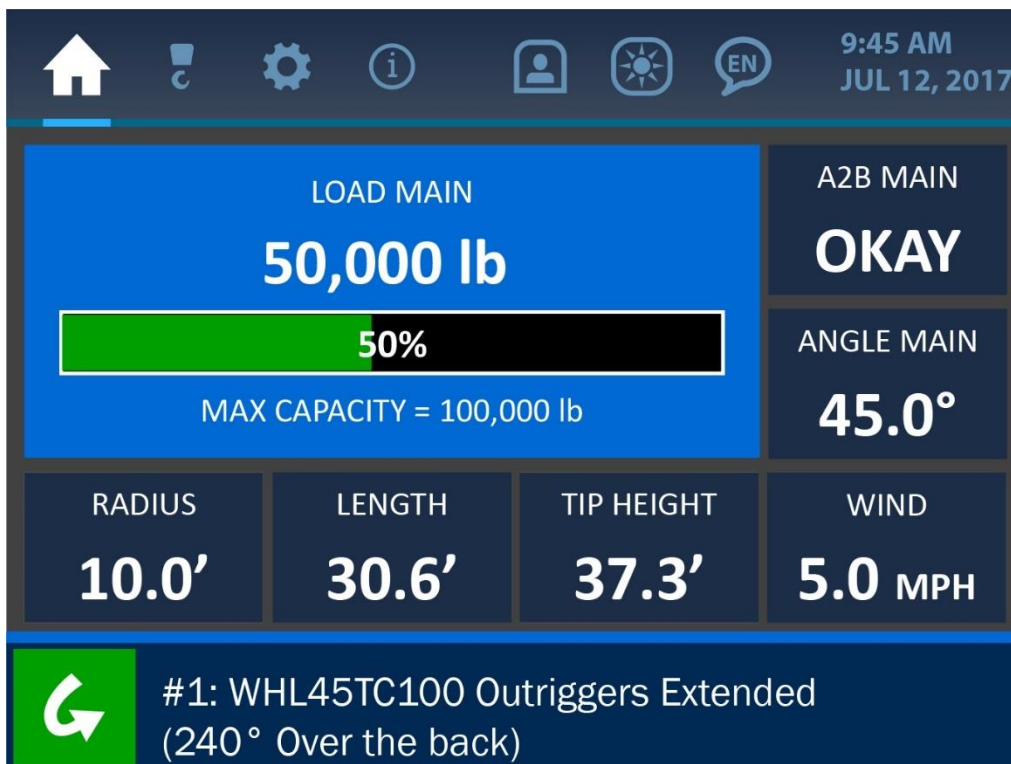 EN
9:45 AM
JUL 12, 2017
LOAD MAIN
50,000 lb
50%
MAX CAPACITY = 100,000 lb
A2B MAIN
OKAY
ANGLE MAIN
45.0°
RADIUS
10.0′
LENGTH
30.6′
TIP HEIGHT
37.3′
WIND
5.0 MPH
#1: WHL45TC100 Outriggers Extended
(240° Over the back)